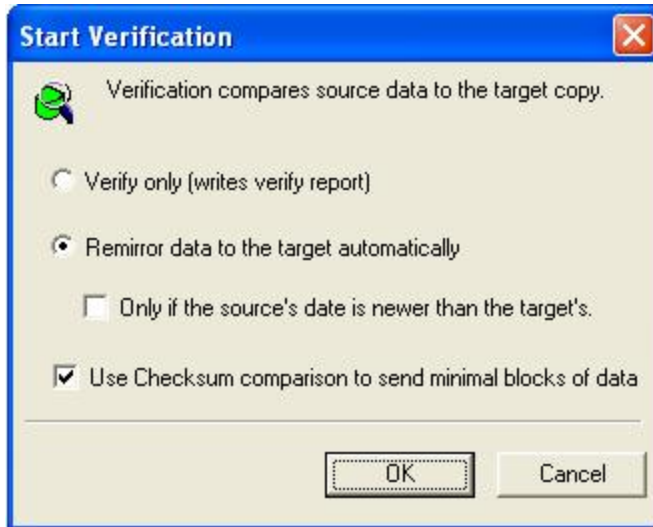 Start Verification
Verification compares source data to the target copy.
Verify only (writes verify report)
Remirror data to the target automatically
Only if the source's date is newer than the target's.
Use Checksum comparison to send minimal blocks of data
OK
Cancel